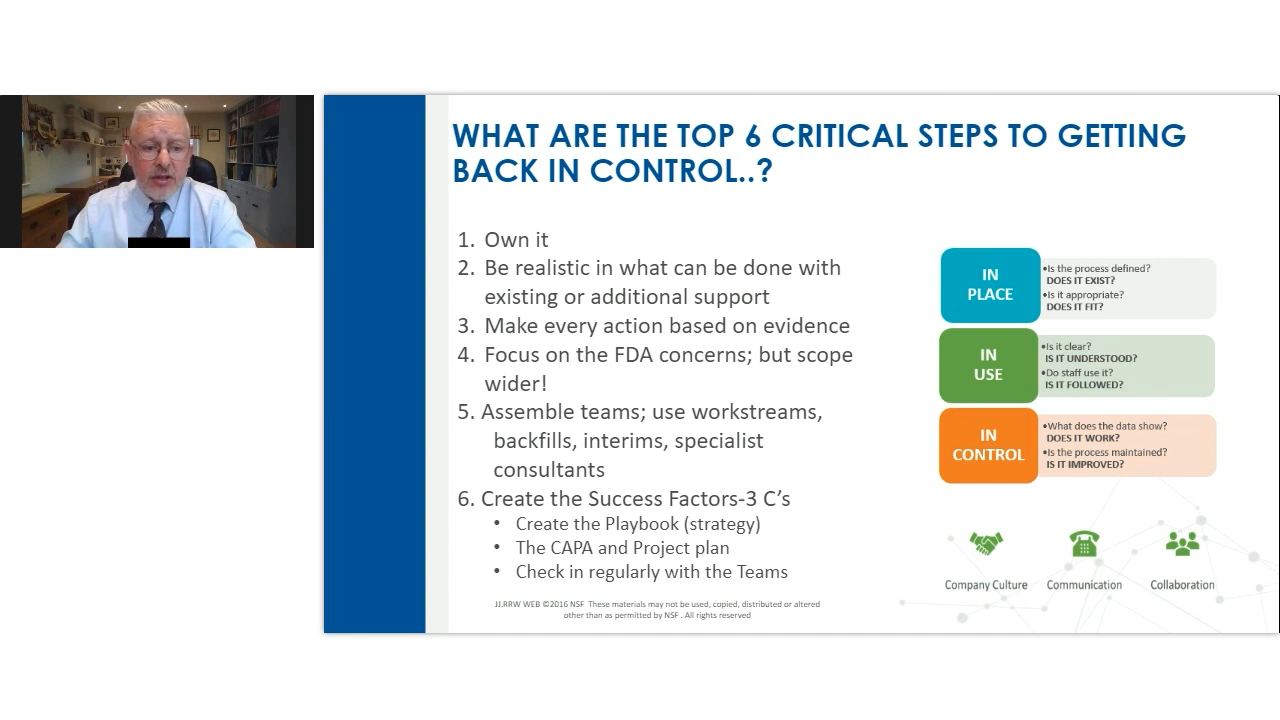 WHAT ARE THE TOP 6 CRITICAL STEPS TO GETTING
BACK IN CONTROL..?
1. Own it
2. Be realistic in what can be done with
existing or additional support
3. Make every action based on evidence
4. Focus on the FDA concerns; but scope
wider!
5. Assemble teams; use workstreams,
backfills, interims, specialist
consultants
6. Create the Success Factors-3 C’s
• Create the Playbook (strategy)
• The CAPA and Project plan
• Check in regularly with the Teams
JJ.RRW WEB ©2016 NSF These materials may not be used, copied, distributed or altered
other than as permitted by NSF . All rights reserved
IN
PLACE
•Is the process defined?
DOES IT EXIST?
•Is it appropriate?
DOES IT FIT?
IN
USE
•Is it clear?
IS IT UNDERSTOOD?
•Do staff use it?
IS IT FOLLOWED?
IN
CONTROL
•What does the data show?
DOES IT WORK?
•Is the process maintained?
IS IT IMPROVED?
Company Culture
Communication
Collaboration